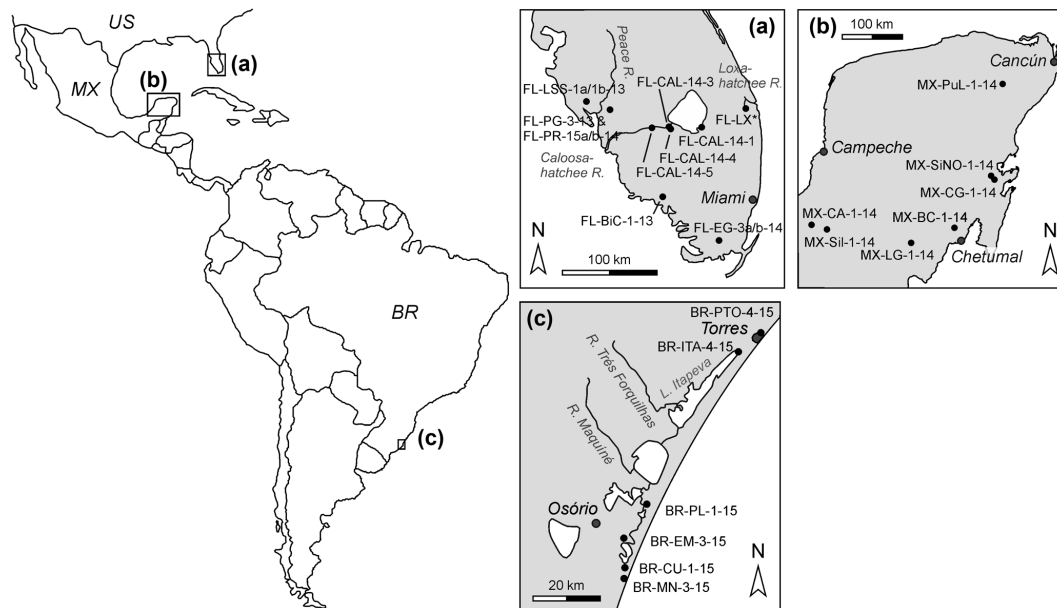 US
MX
BR
(a)
(b)
(c)
(a)
Peace R.
Loxa-
hatchee R.
FL-CAL-14-3
FL-LSS-1a/1b-13
FL-LX*
FL-PG-3-13 &
FL-PR-15a/b-14
FL-CAL-14-1
FL-CAL-14-4
FL-CAL-14-5
Caloosa-
hatchee R.
Miami
FL-BiC-1-13
FL-EG-3a/b-14
N
100 km
(b)
100 km
Cancún
MX-PuL-1-14
Campeche
MX-SiNO-1-14
MX-CG-1-14
MX-CA-1-14
MX-BC-1-14
MX-Sil-1-14
MX-LG-1-14
Chetumal
N
(c)
BR-PTO-4-15
Torres
BR-ITA-4-15
R. Trés Forquilhas
L. Itapeva
R. Maquiné
Osório
BR-PL-1-15
BR-EM-3-15
BR-CU-1-15
BR-MN-3-15
20 km
N